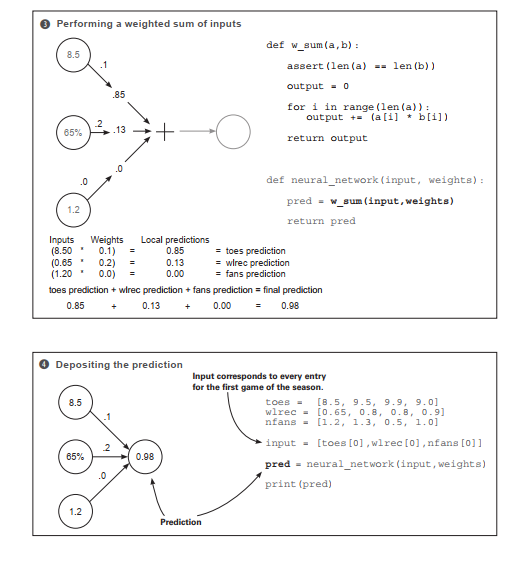 3 Performing a weighted sum of inputs
8.5
.1
.85
65%
.2
.13
+
.0
.0
1.2
def w_sum(a,b):
assert(len(a) == len(b))
output = 0
for i in range(len(a)):
output += (a[i] * b[i])
return output
def neural_network(input, weights):
pred = w_sum(input,weights)
return pred
Inputs Weights Local predictions
(8.50 * 0.1) = 0.85 = toes prediction
(0.65 * 0.2) = 0.13 = wlrec prediction
(1.20 * 0.0) = 0.00 = fans prediction
toes prediction + wlrec prediction + fans prediction = final prediction
0.85 + 0.13 + 0.00 = 0.98
4 Depositing the prediction
Input corresponds to every entry
for the first game of the season.
8.5
.1
65%
.2
0.98
.0
1.2
Prediction
toes = [8.5, 9.5, 9.9, 9.0]
wlrec = [0.65, 0.8, 0.8, 0.9]
nfans = [1.2, 1.3, 0.5, 1.0]
input = [toes[0],wlrec[0],nfans[0]]
pred = neural_network(input,weights)
print(pred)